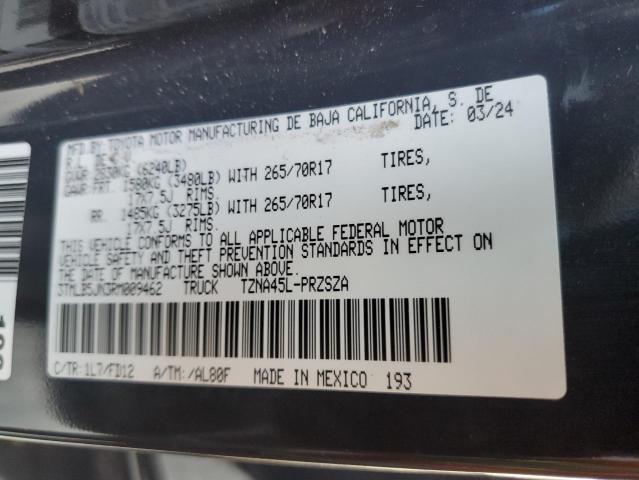 MFD.BY TOYOTA MOTOR MANUFACTURING DE BAJA CALIFORNIA, S. DE
R.L. DE DATE: 03/24
GVWR 2830KG (6240LB)
GAWR FRT. 1580KG (3480LB) WITH 265/70R17 TIRES,
17X7.5J RIMS.
RR. 1485KG (3275LB) WITH 265/70R17 TIRES,
17X7.5J RIMS.
THIS VEHICLE CONFORMS TO ALL APPLICABLE FEDERAL MOTOR
VEHICLE SAFETY AND THEFT PREVENTION STANDARDS IN EFFECT ON
THE DATE OF MANUFACTURE SHOWN ABOVE.
3TMLB5JN3RM009462 TRUCK TZNA45L-PRZSZA
C/TR: 1L7/FD12 A/TM: /AL80F MADE IN MEXICO 193